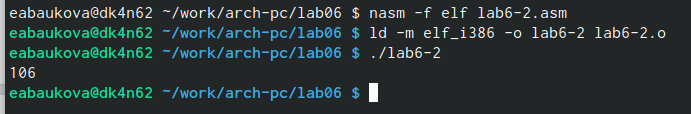 eabaukova@dk4n62 ~/work/arch-pc/lab06 $ nasm -f elf lab6-2.asm
eabaukova@dk4n62 ~/work/arch-pc/lab06 $ ld -m elf_i386 -o lab6-2 lab6-2.o
eabaukova@dk4n62 ~/work/arch-pc/lab06 $ ./lab6-2
106
eabaukova@dk4n62 ~/work/arch-pc/lab06 $